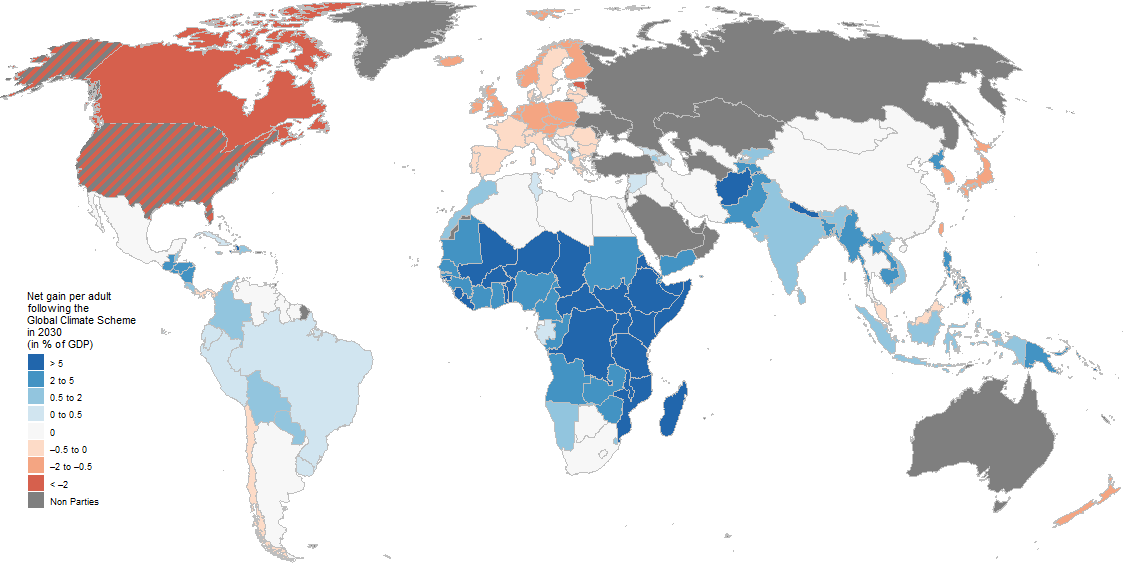 Net gain per adult
following the
Global Climate Scheme
in 2030
(in % of GDP)
> 5
2 to 5
0.5 to 2
0 to 0.5
0
–0.5 to 0
–2 to –0.5
< –2
Non Parties